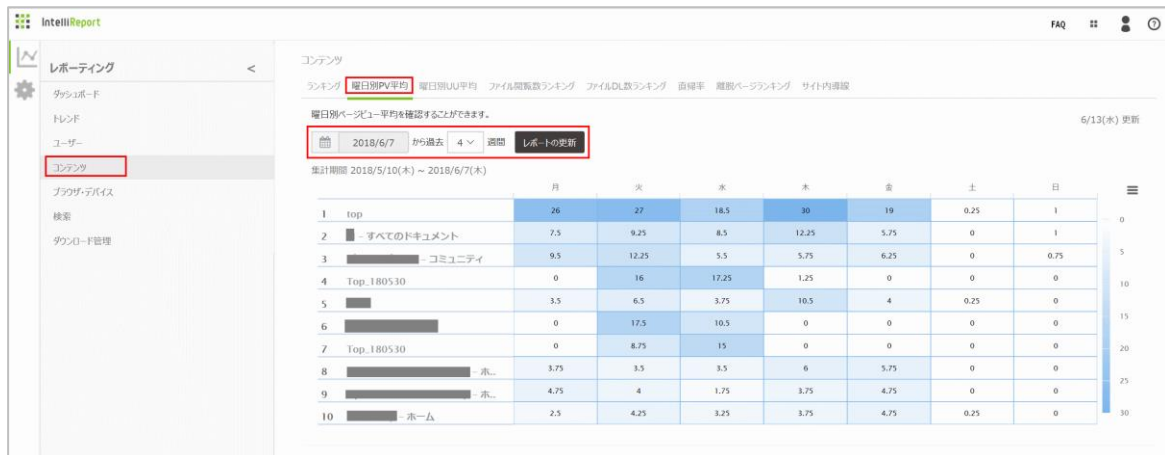 IntelliReport
FAQ
レポーティング <
ダッシュボード
トレンド
ユーザー
コンテンツ
ブラウザ・デバイス
検索
ダウンロード管理
コンテンツ
ランキング 曜日別PV平均 曜日別UU平均 ファイル閲覧数ランキング ファイルDL数ランキング 直帰率 離脱ページランキング サイト内導線
曜日別ページビュー平均を確認することができます。
6/13(水) 更新
2018/6/7 から過去 4 週間 レポートの更新
集計期間 2018/5/10(木) ~ 2018/6/7(木)
月 火 水 木 金 土 日
1 top 26 27 18.5 30 19 0.25 1
2 - すべてのドキュメント 7.5 9.25 8.5 12.25 5.75 0 1
3 - コミュニティ 9.5 12.25 5.5 5.75 6.25 0 0.75
4 Top_180530 0 16 17.25 1.25 0 0 0
5 3.5 6.5 3.75 10.5 4 0.25 0
6 0 17.5 10.5 0 0 0 0
7 Top_180530 0 8.75 15 0 0 0 0
8 - ホ... 3.75 3.5 3.5 6 5.75 0 0
9 - ホ... 4.75 4 1.75 3.75 4.75 0 0
10 - ホーム 2.5 4.25 3.25 3.75 4.75 0.25 0
0
5
10
15
20
25
30